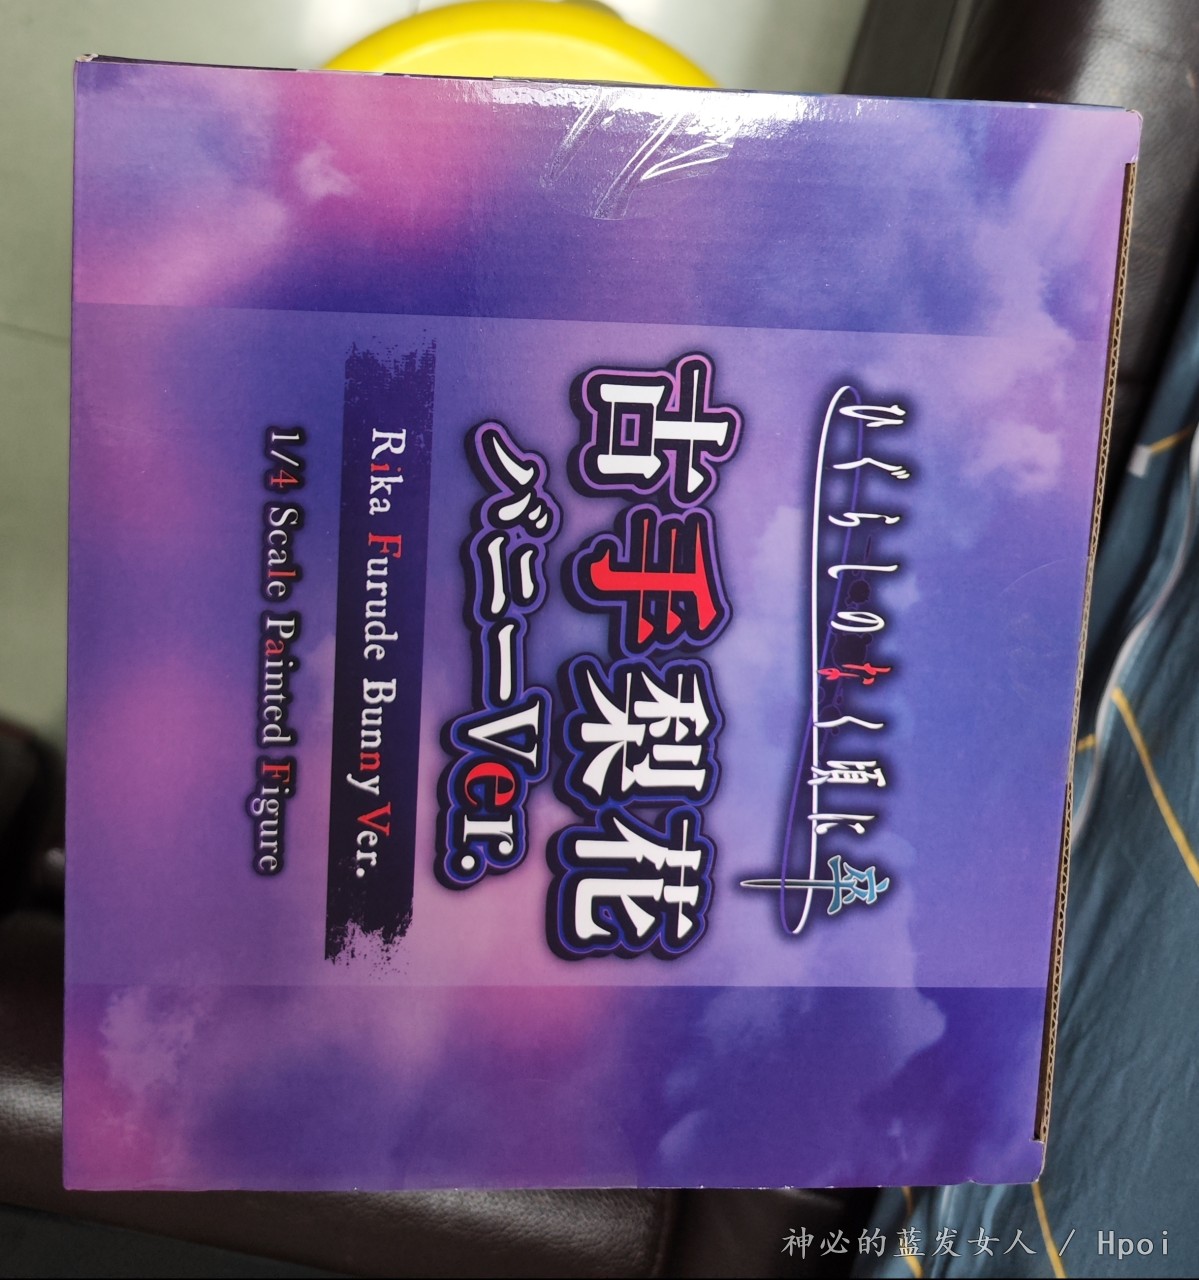 ひぐらしのなく頃に 卒
古手梨花
バニーVer.
Rika Furude Bunny Ver.
1/4 Scale Painted Figure
神必的蓝发女人 / Hpoi